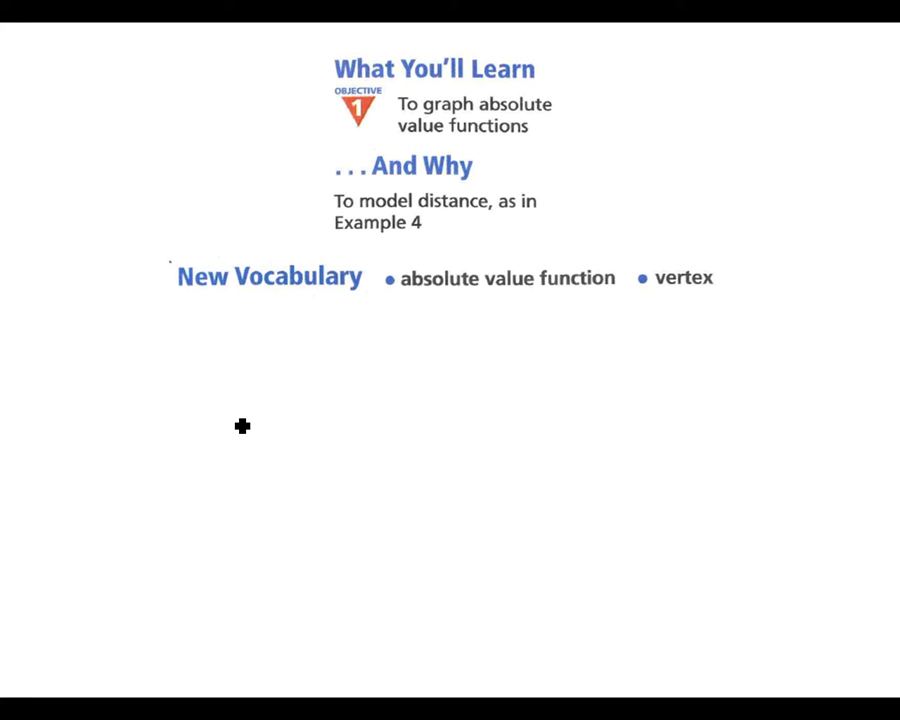 What You'll Learn
OBJECTIVE
1
To graph absolute
value functions
. . . And Why
To model distance, as in
Example 4
New Vocabulary • absolute value function • vertex